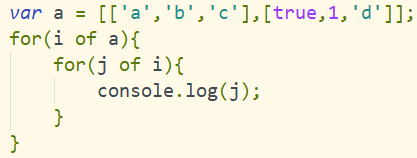 var a = [['a','b','c'],[true,1,'d']];
for(i of a){
    for(j of i){
        console.log(j);
    }
}